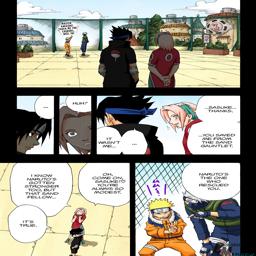 SASUKE...
THANKS.
...YOU SAVED
ME FROM
THE SAND
GAUNTLET.
HUH?
...
IT
WASN'T
ME...
NARUTO'S
THE ONE
WHO
RESCUED
YOU.
OH,
COME ON,
SASUKE!
YOU'RE
ALWAYS SO
MODEST.
I KNOW
NARUTO'S
GOTTEN
STRONGER
TOO, BUT
THAT SAND
FELLOW...
IT'S
TRUE.